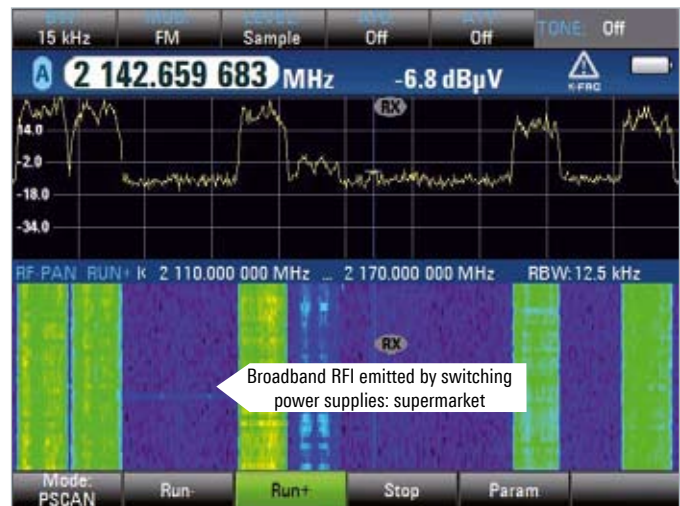 15 kHz FM Sample Off Off TONE: Off
A 2 142.659 683 MHz -6.8 dBµV
RX
14.0
-2.0
-18.0
-34.0
RF PAN RUN+ 2 110.000 000 MHz ... 2 170.000 000 MHz RBW: 12.5 kHz
RX
Broadband RFI emitted by switching
power supplies: supermarket
Mode: PSCAN Run- Run+ Stop Param